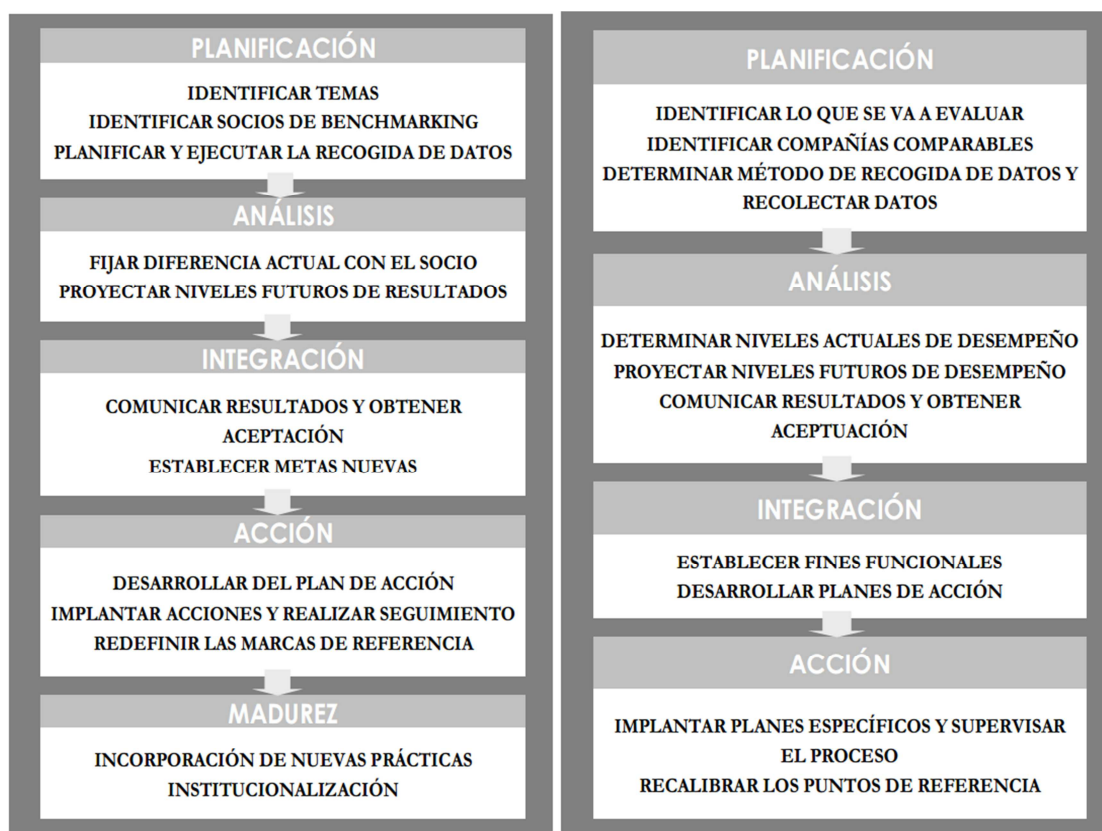 PLANIFICACIÓN
IDENTIFICAR TEMAS
IDENTIFICAR SOCIOS DE BENCHMARKING
PLANIFICAR Y EJECUTAR LA RECOGIDA DE DATOS
ANÁLISIS
FIJAR DIFERENCIA ACTUAL CON EL SOCIO
PROYECTAR NIVELES FUTUROS DE RESULTADOS
INTEGRACIÓN
COMUNICAR RESULTADOS Y OBTENER
ACEPTACIÓN
ESTABLECER METAS NUEVAS
ACCIÓN
DESARROLLAR DEL PLAN DE ACCIÓN
IMPLANTAR ACCIONES Y REALIZAR SEGUIMIENTO
REDEFINIR LAS MARCAS DE REFERENCIA
MADUREZ
INCORPORACIÓN DE NUEVAS PRÁCTICAS
INSTITUCIONALIZACIÓN
PLANIFICACIÓN
IDENTIFICAR LO QUE SE VA A EVALUAR
IDENTIFICAR COMPAÑÍAS COMPARABLES
DETERMINAR MÉTODO DE RECOGIDA DE DATOS Y
RECOLECTAR DATOS
ANÁLISIS
DETERMINAR NIVELES ACTUALES DE DESEMPEÑO
PROYECTAR NIVELES FUTUROS DE DESEMPEÑO
COMUNICAR RESULTADOS Y OBTENER
ACEPTUACIÓN
INTEGRACIÓN
ESTABLECER FINES FUNCIONALES
DESARROLLAR PLANES DE ACCIÓN
ACCIÓN
IMPLANTAR PLANES ESPECÍFICOS Y SUPERVISAR
EL PROCESO
RECALIBRAR LOS PUNTOS DE REFERENCIA